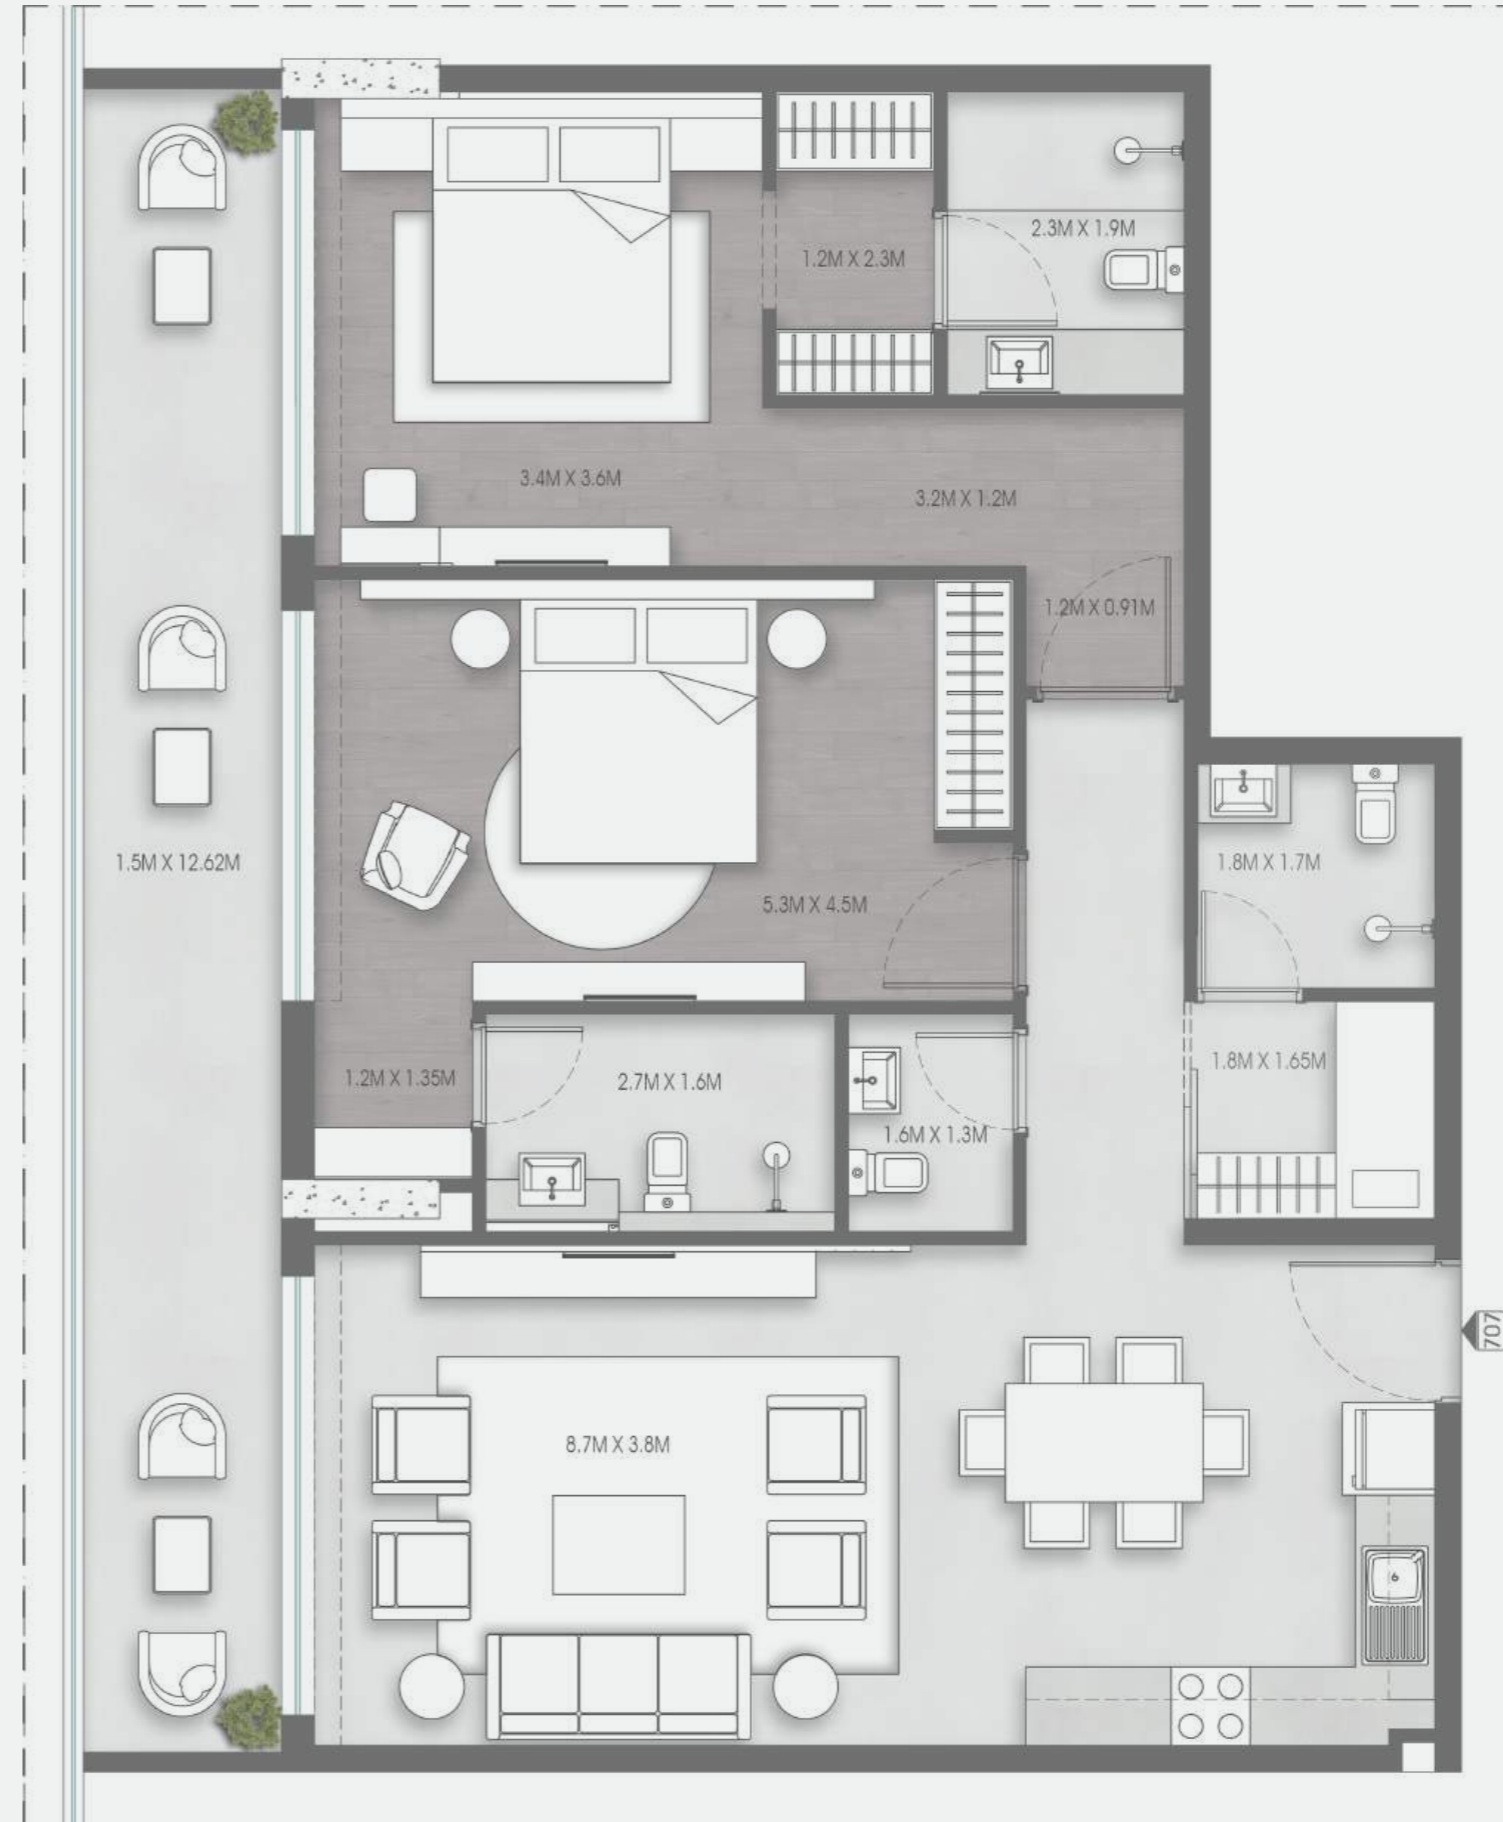 2.3M X 1.9M
1.2M X 2.3M
3.4M X 3.6M
3.2M X 1.2M
1.2M X 0.91M
1.5M X 12.62M
1.8M X 1.7M
5.3M X 4.5M
1.8M X 1.65M
1.2M X 1.35M
2.7M X 1.6M
1.6M X 1.3M
707
8.7M X 3.8M